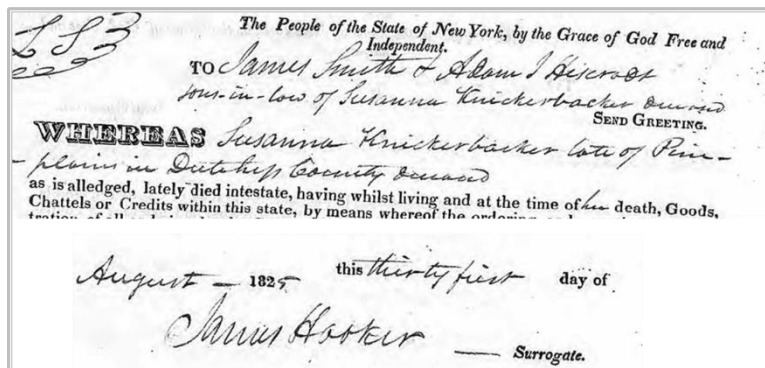 The People of the State of New York, by the Grace of God Free and
Independent.
TO James Smith & Adam I Hiserodt
sons-in-law of Susanna Knickerbacker deceased
SEND GREETING.
WHEREAS Susanna Knickerbacker late of Pine-
plains in Dutchess County deceased
as is alledged, lately died intestate, having whilst living and at the time of her death, Goods,
Chattels or Credits within this state, by means whereof the ordering
August — 1825 this thirty first day of
James Hooker
Surrogate.